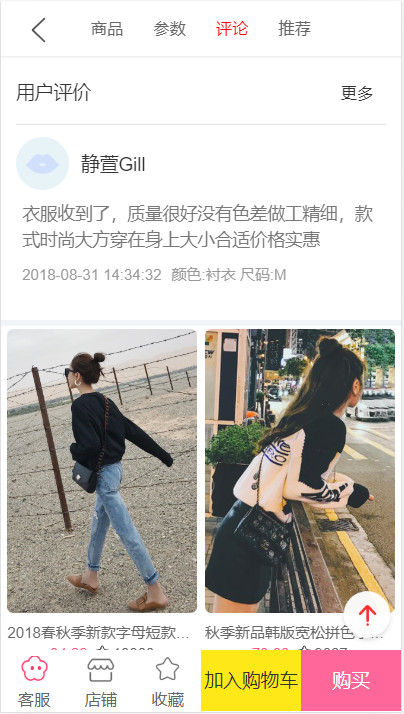 商品 参数 评论 推荐
用户评价 更多
静萱Gill
衣服收到了，质量很好没有色差做工精细，款
式时尚大方穿在身上大小合适价格实惠
2018-08-31 14:34:32 颜色:衬衣 尺码:M
2018春秋季新款字母短款... 秋季新品韩版宽松拼色
客服 店铺 收藏 加入购物车 购买